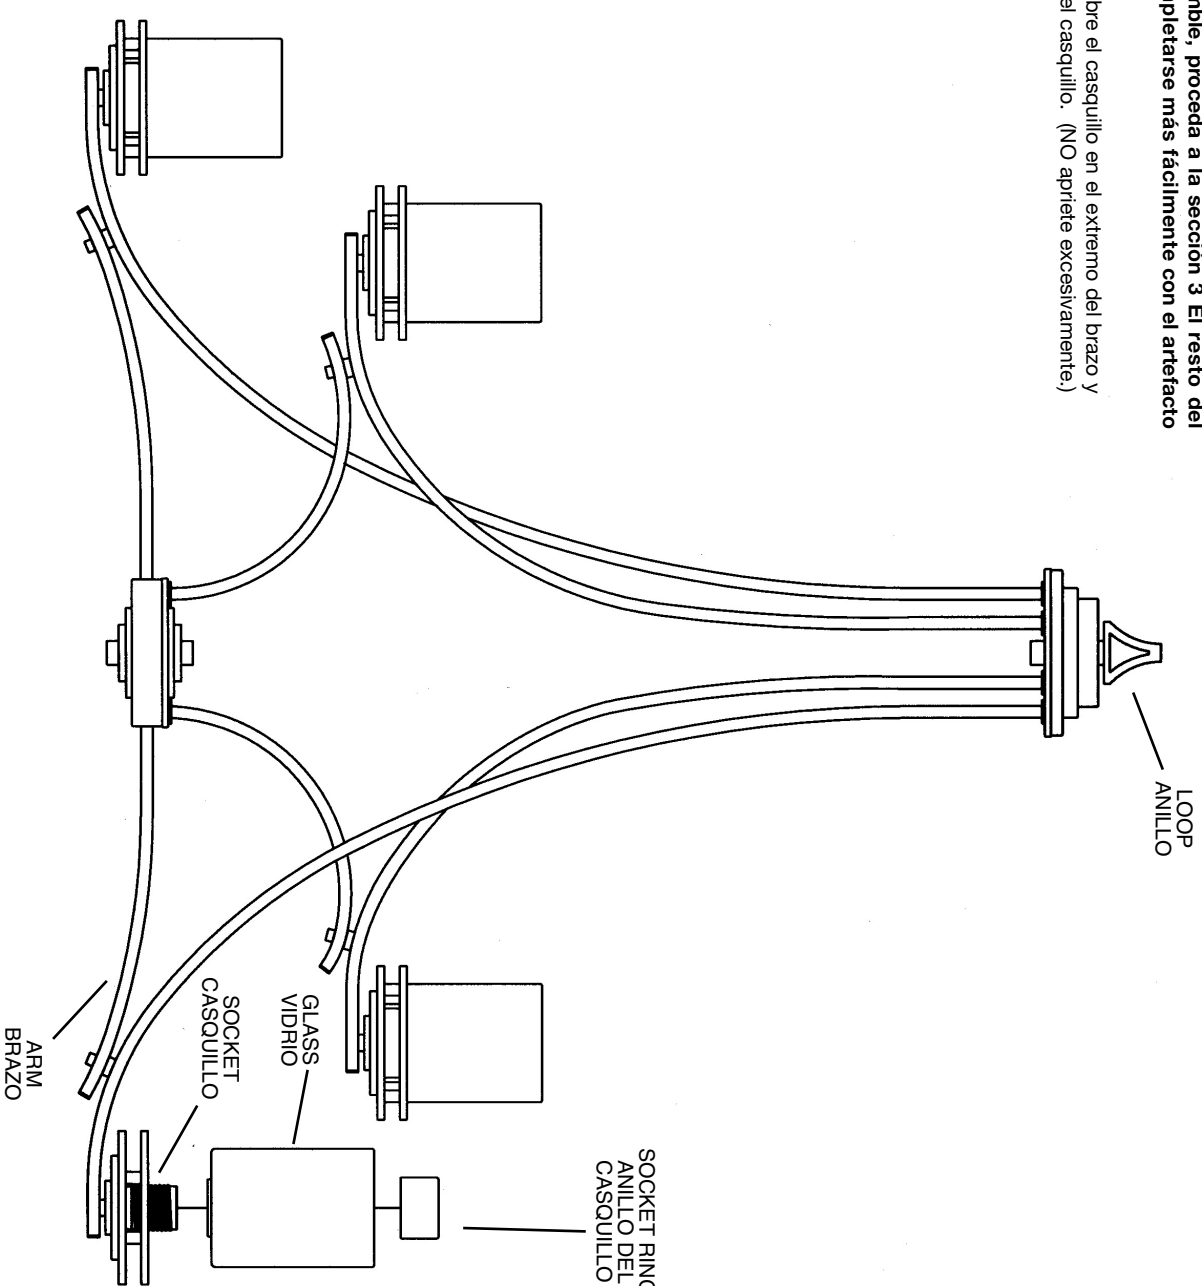 mble, proceda a la sección 3 El resto del
pletarse más fácilmente con el artefacto
bre el casquillo en el extremo del brazo y
el casquillo. (NO apriete excesivamente.)
LOOP
ANILLO
SOCKET RING
ANILLO DEL
CASQUILLO
GLASS
VIDRIO
SOCKET
CASQUILLO
ARM
BRAZO